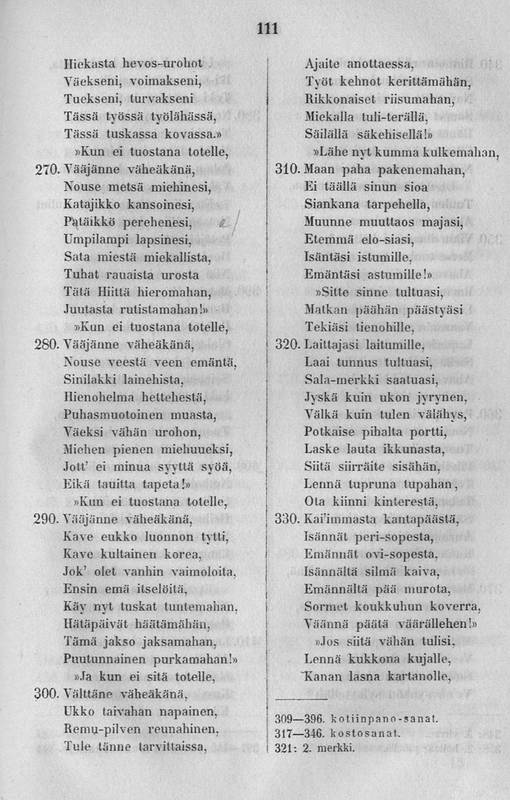 111
Hiekasta hevos-urohot
Väekseni, voimakseni,
Tuekseni, turvakseni
Tässä työssä työlähässä,
Tässä tuskassa kovassa.»
»Kun ei tuostana totelle,
270. Vääjänne väheäkänä,
Nouse metsä miehinesi,
Katajikko kansoinesi,
Petäikkö perehenesi,
Umpilampi lapsinesi,
Sata miestä miekallista,
Tuhat rauaista urosta
Tätä Hiittä hieromahan,
Juutasta rutistamahan!»
»Kun ei tuostana totelle,
280. Vääjänne väheäkänä,
Nouse veestä veen emäntä,
Sinilakki lainehista,
Hienohelma hettehestä,
Puhasmuotoinen muasta,
Väeksi vähän urohon,
Miehen pienen miehuueksi,
Jott' ei minua syyttä syöä,
Eikä tauitta tapeta!»
»Kun ei tuostana totelle,
290. Vääjänne väheäkänä,
Kave eukko luonnon tytti,
Kave kultainen korea,
Jok' olet vanhin vaimoloita,
Ensin emä itselöitä,
Käy nyt tuskat tuntemahan,
Hätäpäivät häätämähän,
Tämä jakso jaksamahan,
Puutunnainen purkamahan!»
»Ja kun ei sitä totelle,
300. Välttäne väheäkänä,
Ukko taivahan napainen,
Remu-pilven reunahinen,
Tule tänne tarvittaissa,
Ajaite anottaessa,
Työt kehnot kerittämähän,
Rikkonaiset riisumahan,
Miekalla tuli-terällä,
Säilällä säkehisellä!»
»Lähe nyt kumma kulkemahan,
310. Maan paha pakenemahan,
Ei täällä sinun sioa
Siankana tarpehella,
Muunne muuttaos majasi,
Etemmä elo-siasi,
Isäntäsi istumille,
Emäntäsi astumille!»
»Sitte sinne tultuasi,
Matkan päähän päästyäsi
Tekiäsi tienohille,
320. Laittajasi laitumille,
Laai tunnus tultuasi,
Sala-merkki saatuasi,
Jyskä kuin ukon jyrynen,
Välkä kuin tulen välähys,
Potkaise pihalta portti,
Laske lauta ikkunasta,
Siitä siirräite sisähän,
Lennä tupruna tupahan,
Ota kiinni kinterestä,
330. Kai'immasta kantapäästä,
Isännät peri-sopesta,
Emännät ovi-sopesta,
Isännältä silmä kaiva,
Emännältä pää murota,
Sormet koukkuhun koverra,
Väännä päätä väärällehen!»
»Jos siitä vähän tulisi,
Lennä kukkona kujalle,
Kanan lasna kartanolle,
309—396. kotiinpano-sanat.
317—346. kostosanat.
321: 2. merkki.